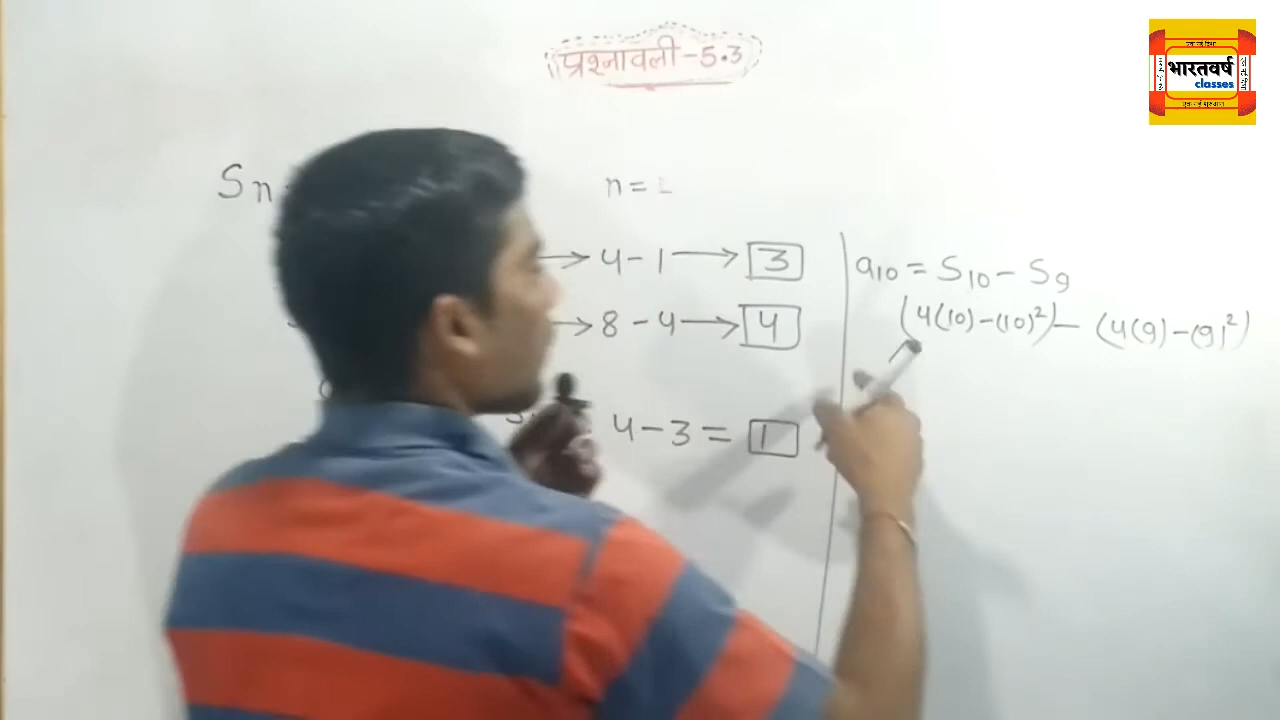 प्रश्नावली-5.3
भारतवर्ष
classes
Sn
n =
→ 4-1 → 3
→ 8-4 → 4
4-3 = 1
a₁₀ = S₁₀ - S₉
(4(10)-(10)²) - (4(9)-(9)²)